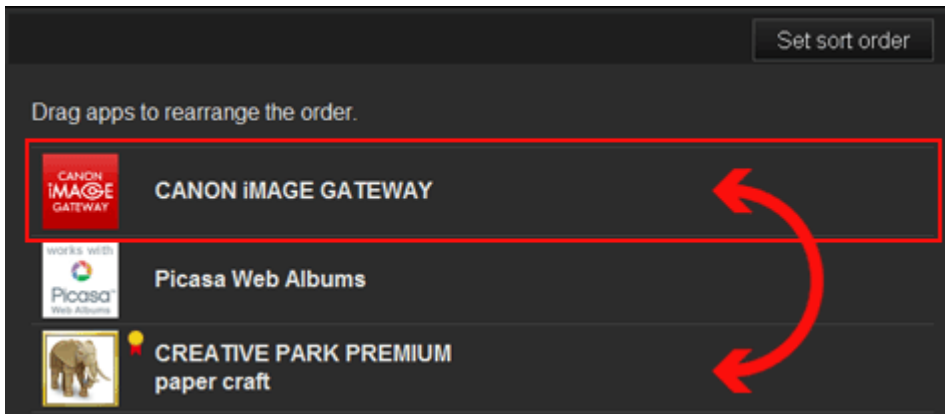 Set sort order
Drag apps to rearrange the order.
CANON
iMAGE
GATEWAY
CANON iMAGE GATEWAY
works with
Picasa™
Web Albums
Picasa Web Albums
CREATIVE PARK PREMIUM
paper craft